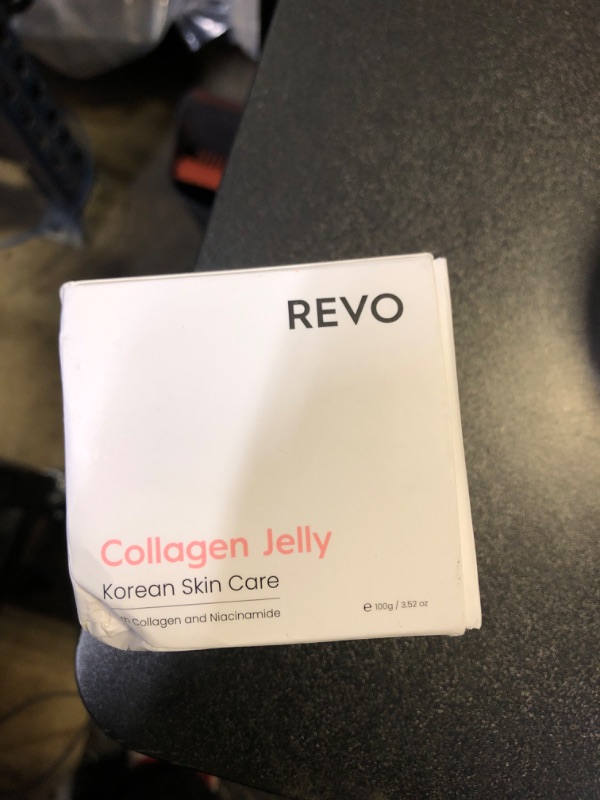 REVO
Collagen Jelly
Korean Skin Care
Collagen and Niacinamide
e 100g / 3.52 oz